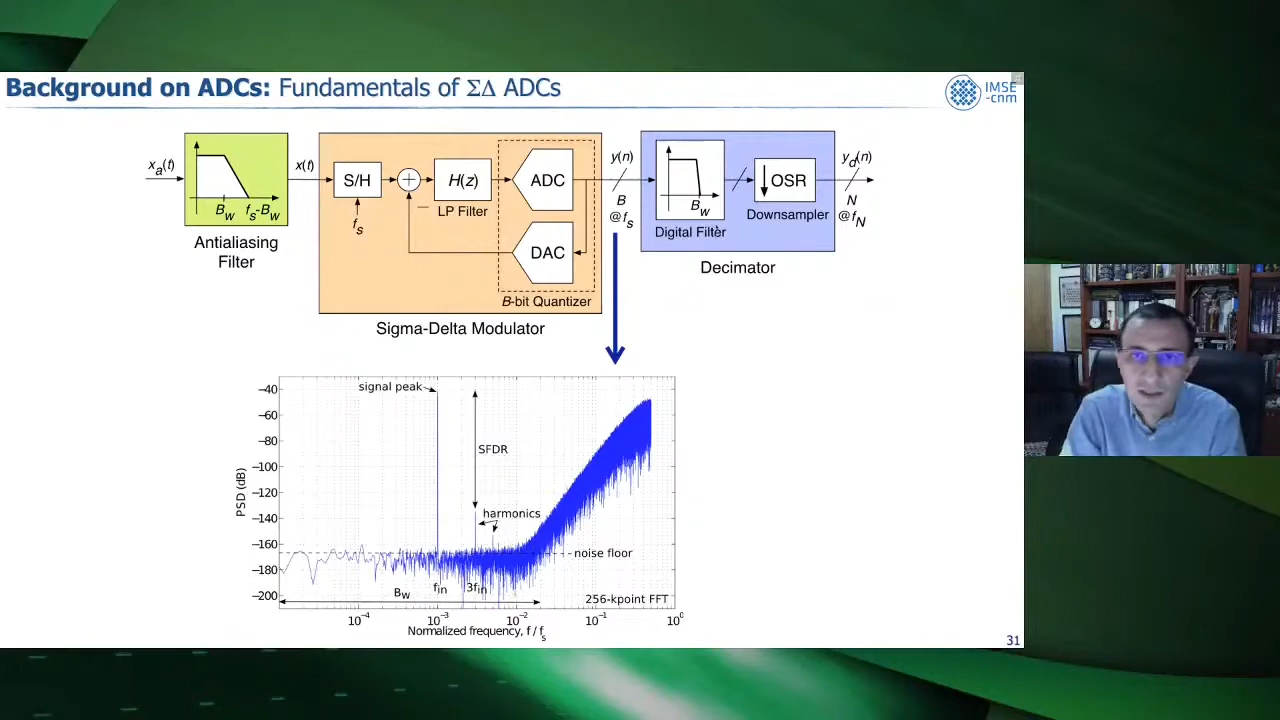 Background on ADCs: Fundamentals of ΣΔ ADCs
IMSE
-cnm
xa(t)
Bw fs-Bw
Antialiasing
Filter
x(t)
S/H
fs
+
−
H(z)
LP Filter
ADC
DAC
B-bit Quantizer
Sigma-Delta Modulator
y(n)
B
@fs
Bw
Digital Filter
↓ OSR
Downsampler
Decimator
yd(n)
N
@fN
signal peak
SFDR
harmonics
noise floor
PSD (dB)
−40
−60
−80
−100
−120
−140
−160
−180
−200
Bw
fin
3fin
256-kpoint FFT
10⁻⁴ 10⁻³ 10⁻² 10⁻¹ 10⁰
Normalized frequency, f / fs
31